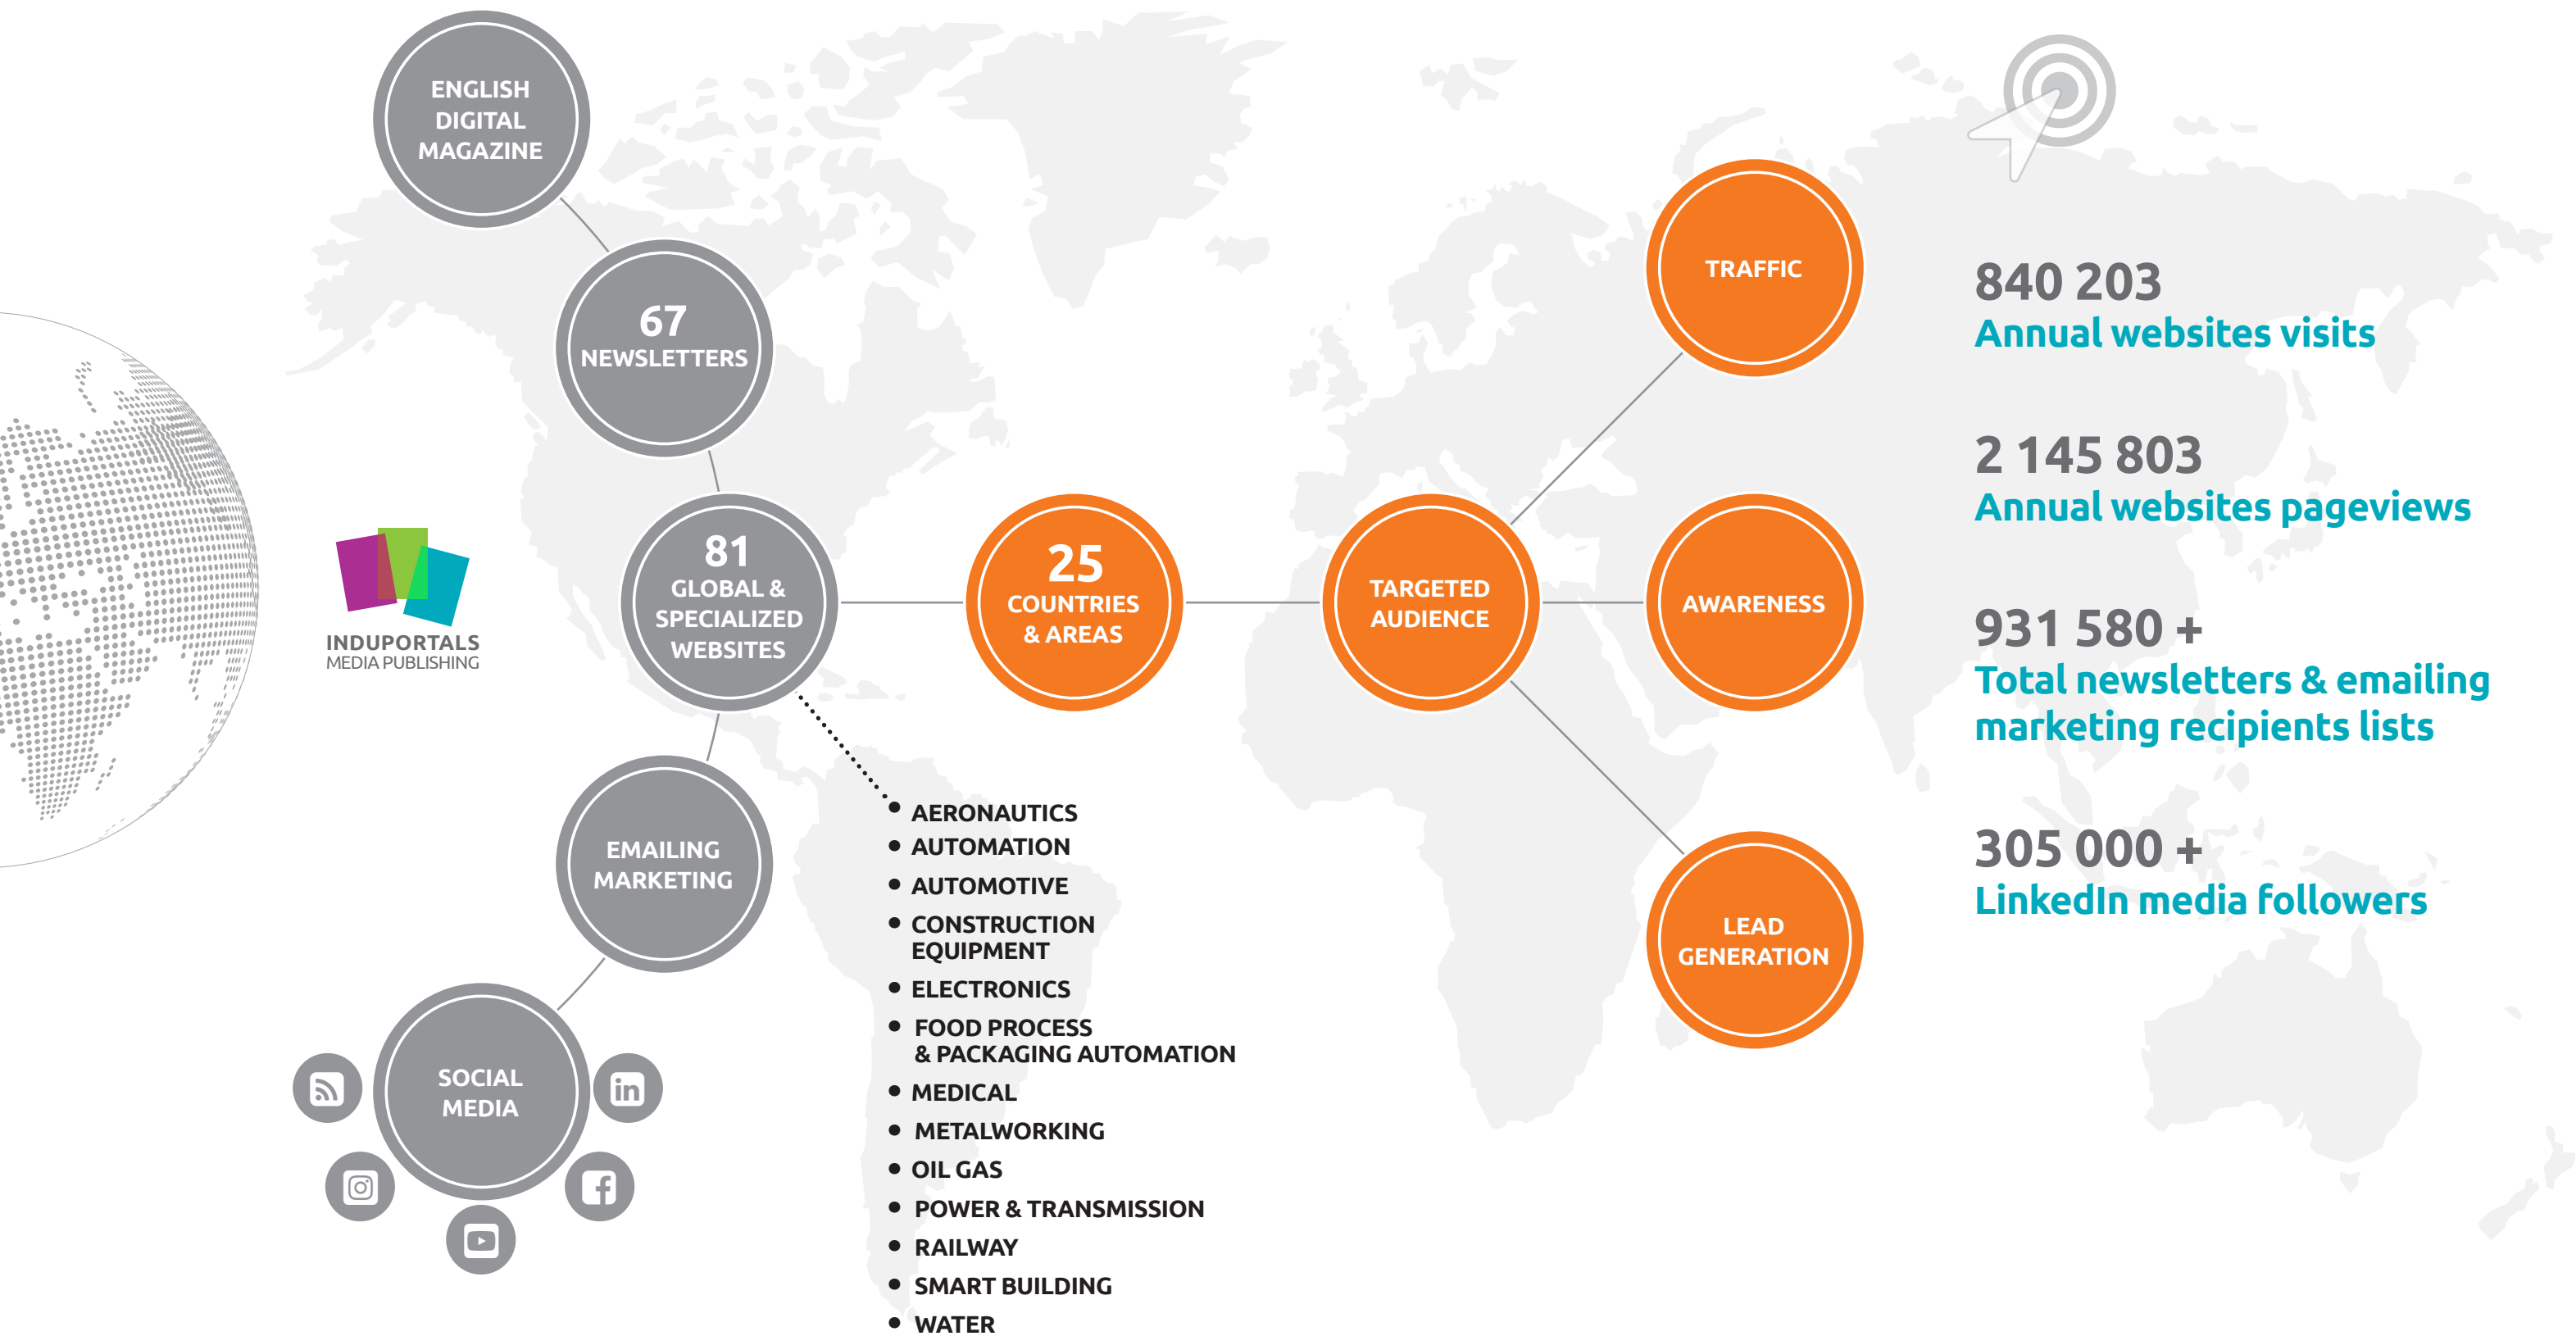 ENGLISH
DIGITAL
MAGAZINE
67
NEWSLETTERS
INDUPORTALS
MEDIA PUBLISHING
81
GLOBAL &
SPECIALIZED
WEBSITES
EMAILING
MARKETING
SOCIAL
MEDIA
in
f
25
COUNTRIES
& AREAS
AERONAUTICS
AUTOMATION
AUTOMOTIVE
CONSTRUCTION
EQUIPMENT
ELECTRONICS
FOOD PROCESS
& PACKAGING AUTOMATION
MEDICAL
METALWORKING
OIL GAS
POWER & TRANSMISSION
RAILWAY
SMART BUILDING
WATER
TARGETED
AUDIENCE
TRAFFIC
AWARENESS
LEAD
GENERATION
840 203
Annual websites visits
2 145 803
Annual websites pageviews
931 580 +
Total newsletters & emailing
marketing recipients lists
305 000 +
LinkedIn media followers